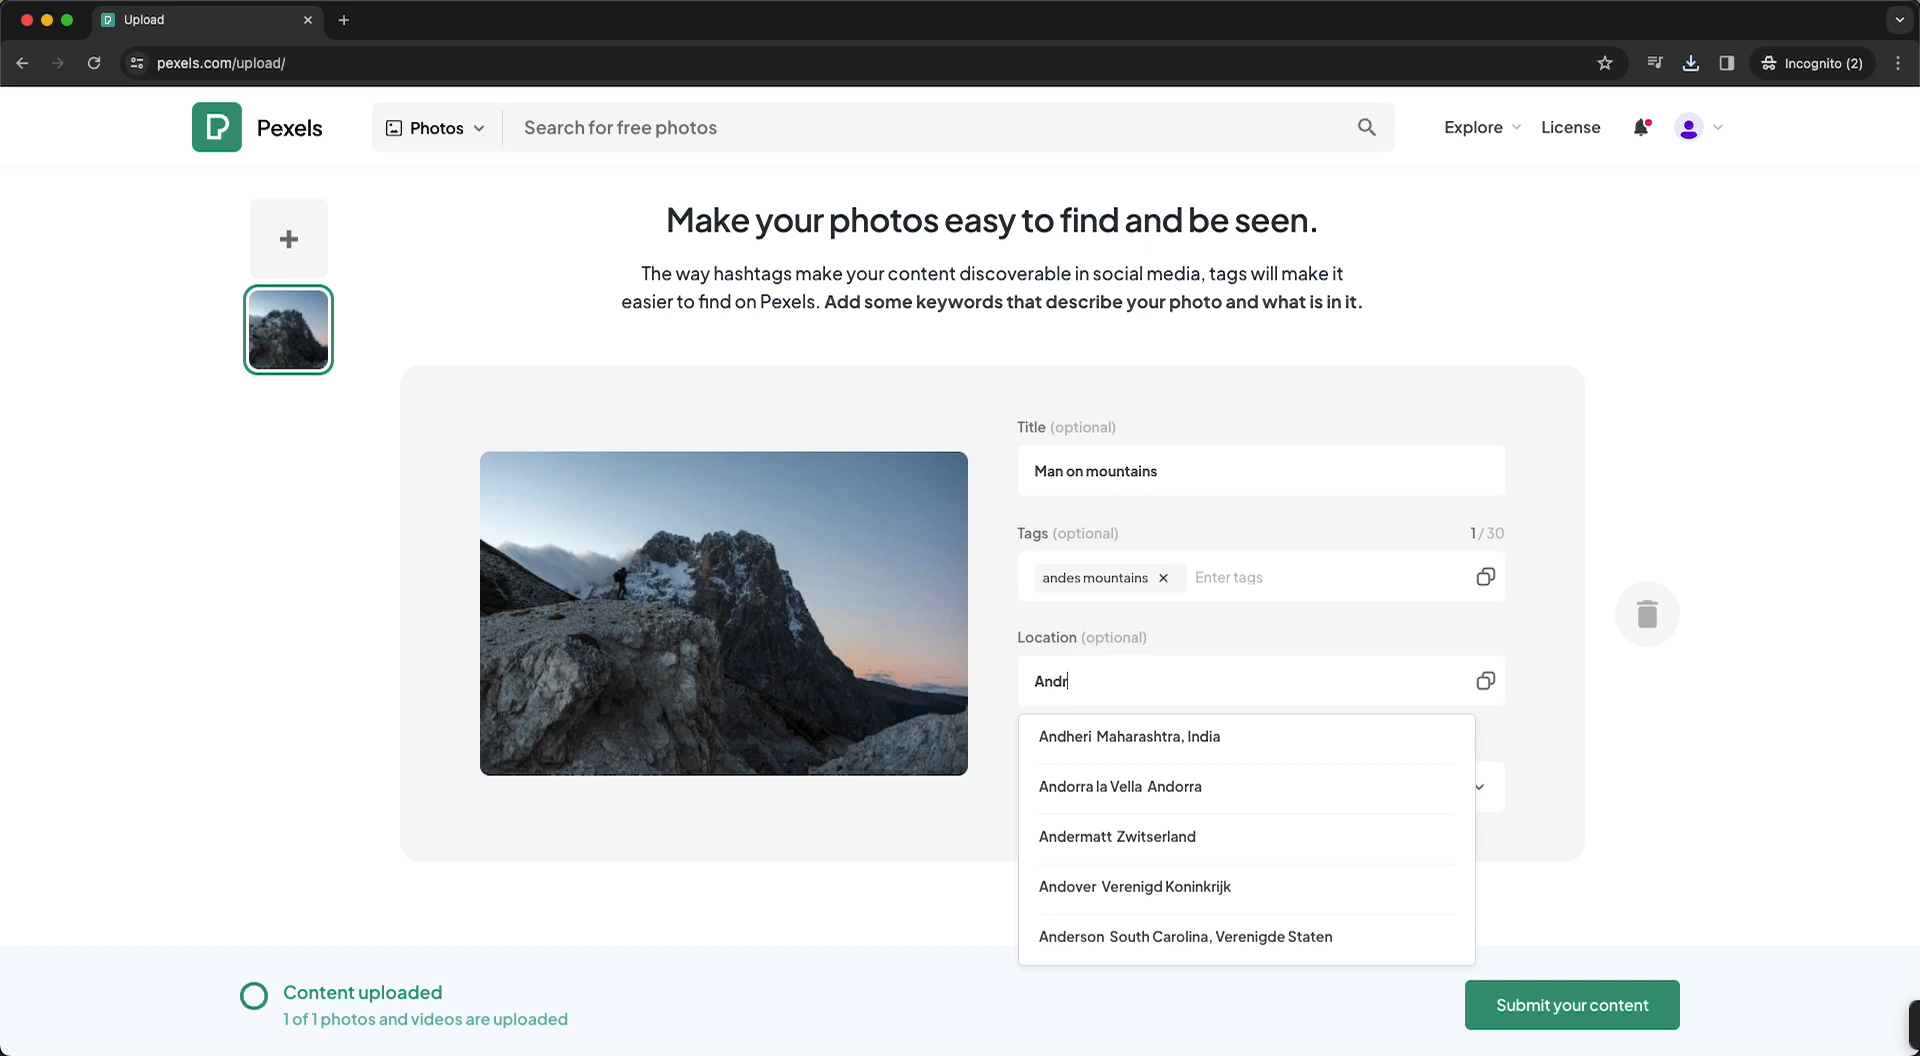 Upload
pexels.com/upload/
Incognito (2)
Pexels
Photos
Search for free photos
Explore
License
Make your photos easy to find and be seen.
The way hashtags make your content discoverable in social media, tags will make it
easier to find on Pexels. Add some keywords that describe your photo and what is in it.
Title (optional)
Man on mountains
Tags (optional)
1 / 30
andes mountains
Enter tags
Location (optional)
Andr
Andheri Maharashtra, India
Andorra la Vella Andorra
Andermatt Zwitserland
Andover Verenigd Koninkrijk
Anderson South Carolina, Verenigde Staten
Content uploaded
1 of 1 photos and videos are uploaded
Submit your content